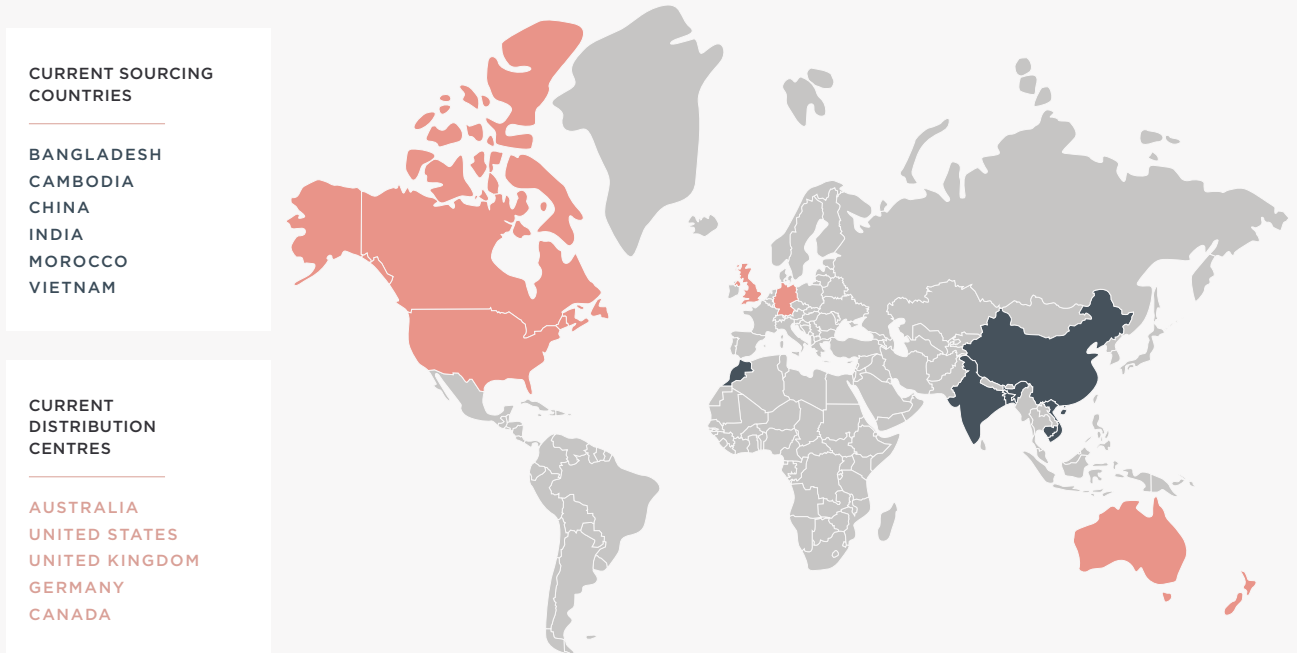 CURRENT SOURCING
COUNTRIES
BANGLADESH
CAMBODIA
CHINA
INDIA
MOROCCO
VIETNAM
CURRENT
DISTRIBUTION
CENTRES
AUSTRALIA
UNITED STATES
UNITED KINGDOM
GERMANY
CANADA